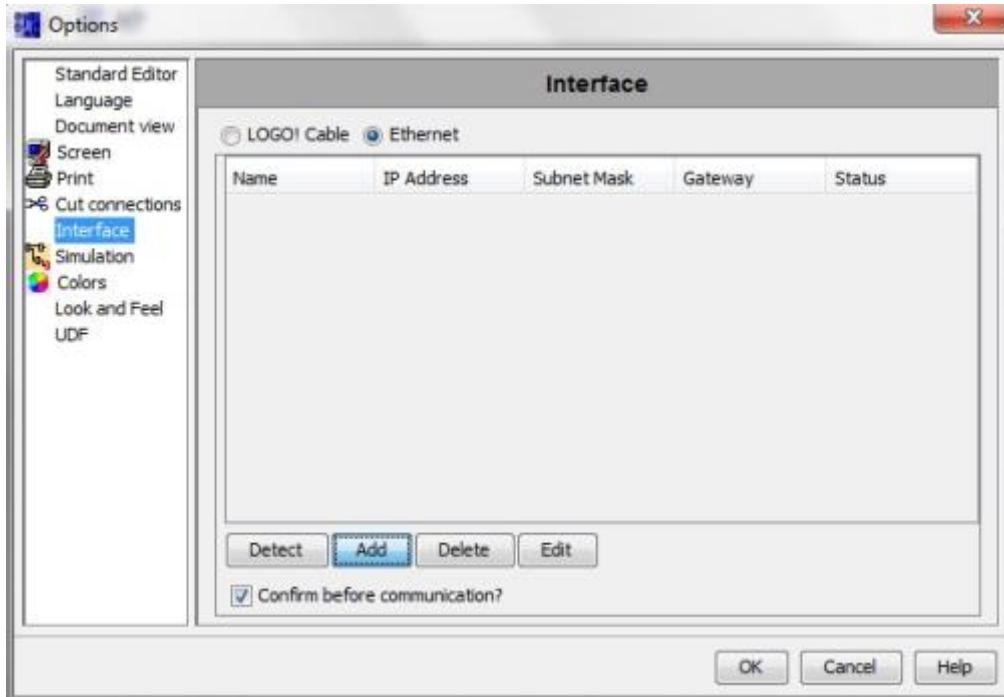 Options
Standard Editor
Language
Document view
Screen
Print
Cut connections
Interface
Simulation
Colors
Look and Feel
UDF
Interface
LOGO! Cable Ethernet
Name IP Address Subnet Mask Gateway Status
Detect Add Delete Edit
Confirm before communication?
OK Cancel Help